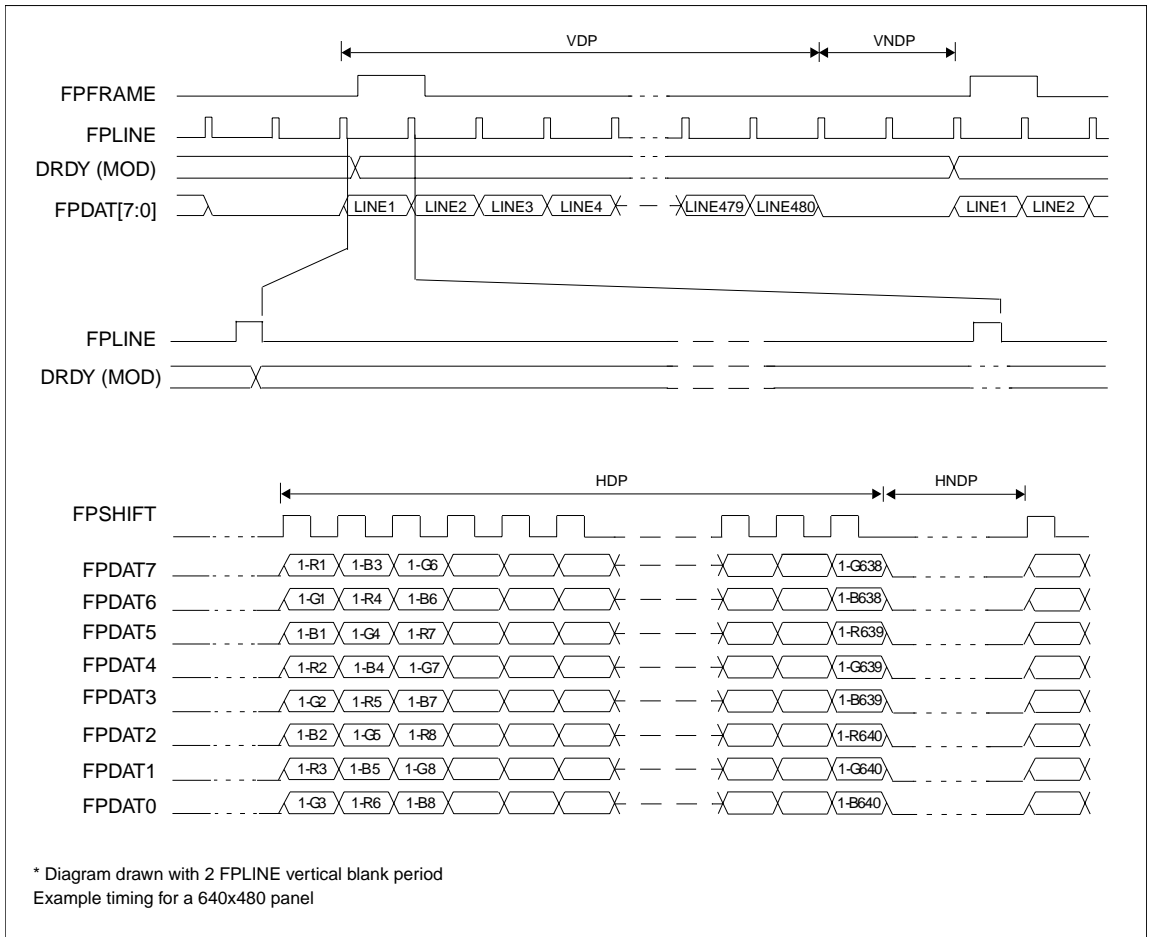 VDP VNDP
FPFRAME
FPLINE
DRDY (MOD)
FPDAT[7:0] LINE1 LINE2 LINE3 LINE4 LINE479 LINE480 LINE1 LINE2
FPLINE
DRDY (MOD)
HDP HNDP
FPSHIFT
FPDAT7 1-R1 1-B3 1-G6 1-G638
FPDAT6 1-G1 1-R4 1-B6 1-B638
FPDAT5 1-B1 1-G4 1-R7 1-R639
FPDAT4 1-R2 1-B4 1-G7 1-G639
FPDAT3 1-G2 1-R5 1-B7 1-B639
FPDAT2 1-B2 1-G5 1-R8 1-R640
FPDAT1 1-R3 1-B5 1-G8 1-G640
FPDAT0 1-G3 1-R6 1-B8 1-B640
* Diagram drawn with 2 FPLINE vertical blank period
Example timing for a 640x480 panel